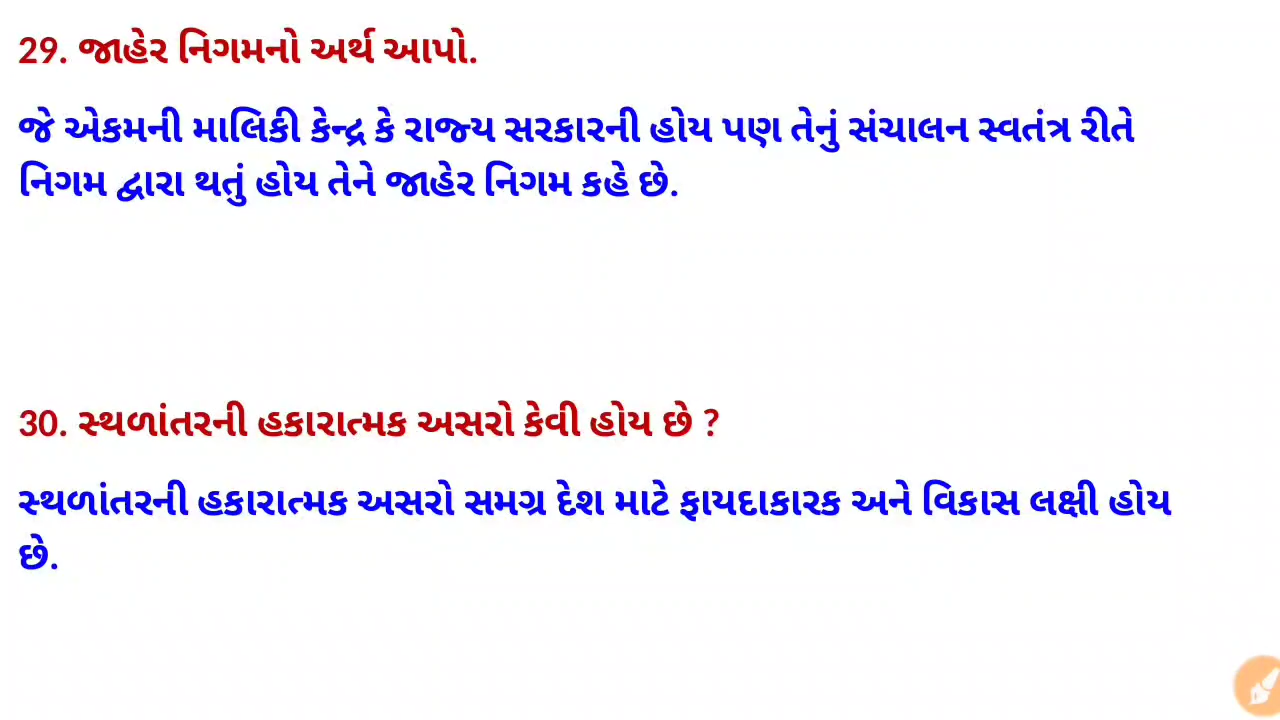 29. જાહેર નિગમનો અર્થ આપો.
જે એકમની માલિકી કેન્દ્ર કે રાજ્ય સરકારની હોય પણ તેનું સંચાલન સ્વતંત્ર રીતે
નિગમ દ્વારા થતું હોય તેને જાહેર નિગમ કહે છે.
30. સ્થળાંતરની હકારાત્મક અસરો કેવી હોય છે ?
સ્થળાંતરની હકારાત્મક અસરો સમગ્ર દેશ માટે ફાયદાકારક અને વિકાસ લક્ષી હોય
છે.